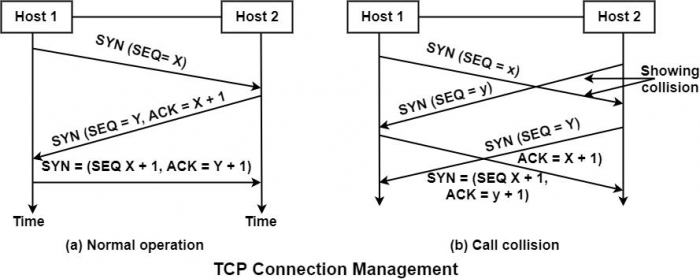 Host 1
Host 2
SYN (SEQ= X)
SYN (SEQ = Y, ACK = X + 1
SYN = (SEQ X + 1, ACK = Y + 1)
Time
Time
(a) Normal operation
Host 1
Host 2
SYN (SEQ = x)
SYN (SEQ = y)
Showing
collision
SYN (SEQ = Y)
ACK = X + 1)
SYN = (SEQ X + 1,
ACK = y + 1)
(b) Call collision
TCP Connection Management